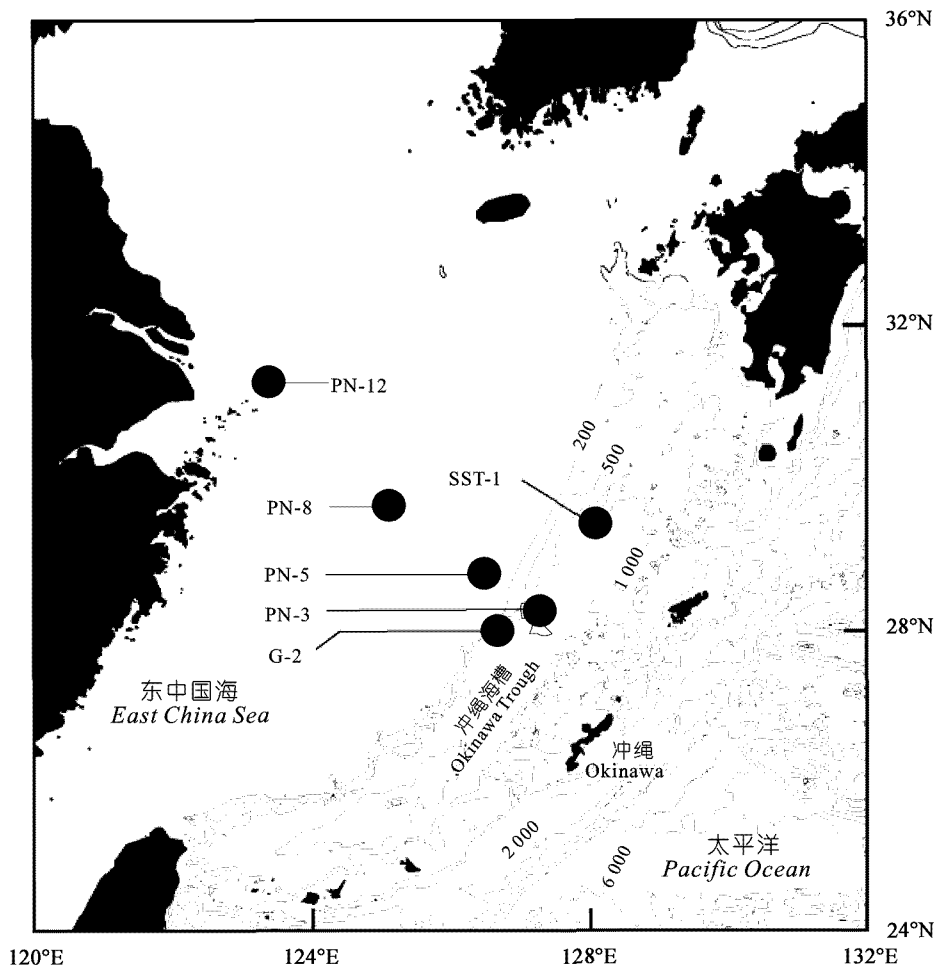 36°N
32°N
PN-12
200
500
SST-1
PN-8
1 000
PN-5
PN-3
28°N
G-2
东中国海
East China Sea
冲绳海槽
Okinawa Trough
冲绳
Okinawa
2 000
6 000
太平洋
Pacific Ocean
24°N
120°E
124°E
128°E
132°E